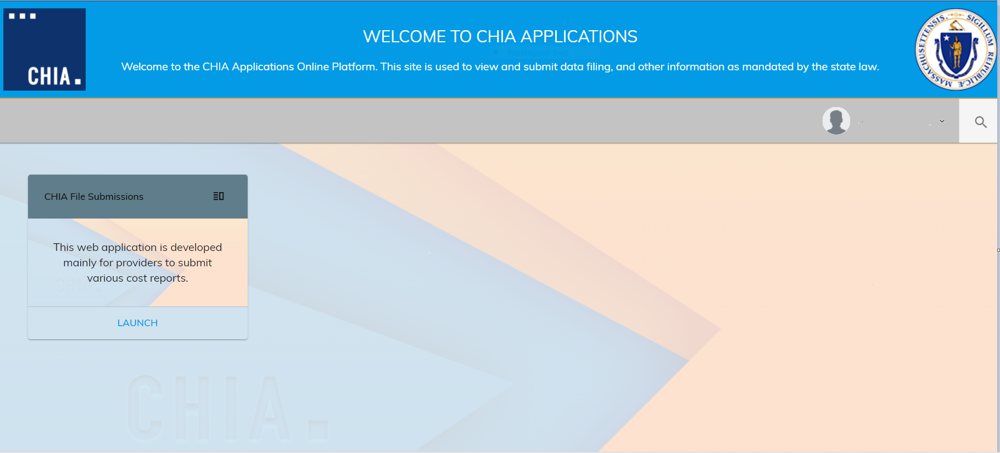 CHIA.
WELCOME TO CHIA APPLICATIONS
Rectangular Snip
Welcome to the CHIA Applications Online Platform. This site is used to view and submit data filing, and other information as mandated by the state law.
SIGILLUM REIPUBLICÆ MASSACHUSETTENSIS.
CHIA File Submissions
This web application is developed
mainly for providers to submit
various cost reports.
CHIA.
LAUNCH
CHIA.